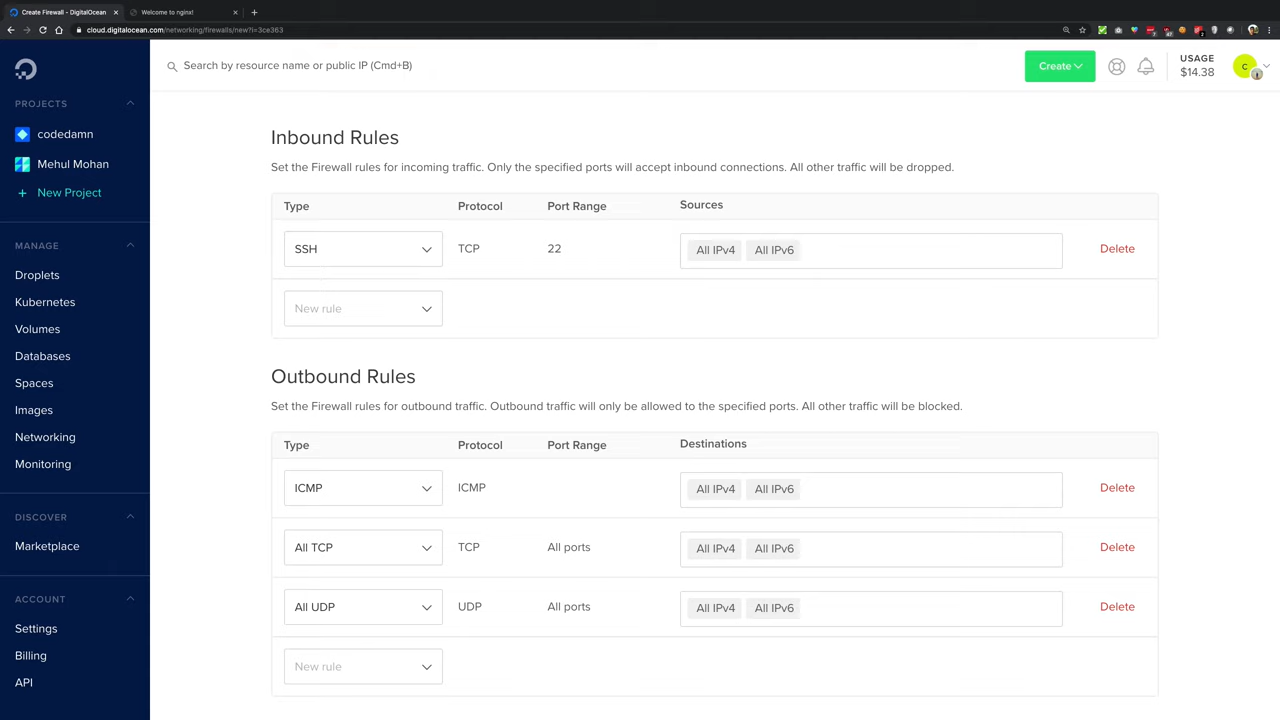 Create Firewall - DigitalOcean
Welcome to nginx!
cloud.digitalocean.com/networking/firewalls/new?i=3ce363
Search by resource name or public IP (Cmd+B)
Create
USAGE
$14.38
C
PROJECTS
codedamn
Mehul Mohan
+ New Project
MANAGE
Droplets
Kubernetes
Volumes
Databases
Spaces
Images
Networking
Monitoring
DISCOVER
Marketplace
ACCOUNT
Settings
Billing
API
Inbound Rules
Set the Firewall rules for incoming traffic. Only the specified ports will accept inbound connections. All other traffic will be dropped.
Type Protocol Port Range Sources
SSH TCP 22 All IPv4 All IPv6 Delete
New rule
Outbound Rules
Set the Firewall rules for outbound traffic. Outbound traffic will only be allowed to the specified ports. All other traffic will be blocked.
Type Protocol Port Range Destinations
ICMP ICMP All IPv4 All IPv6 Delete
All TCP TCP All ports All IPv4 All IPv6 Delete
All UDP UDP All ports All IPv4 All IPv6 Delete
New rule